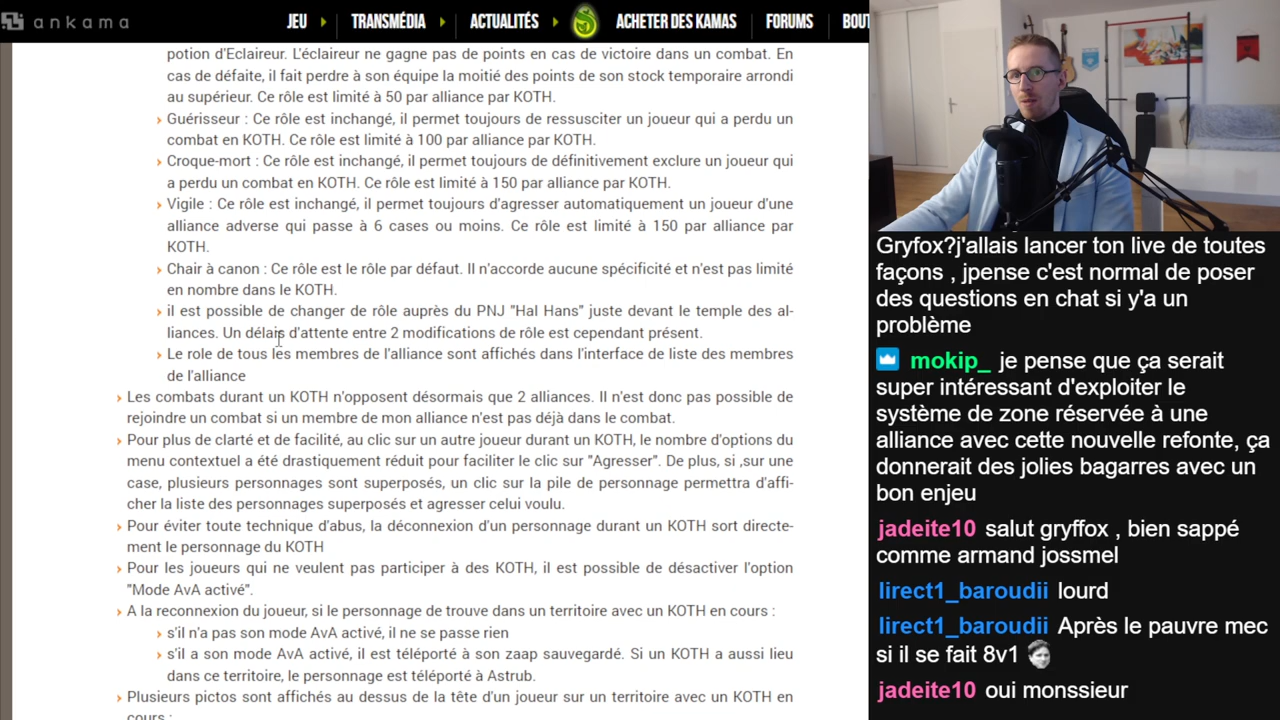 ankama
JEU TRANSMÉDIA ACTUALITÉS ACHETER DES KAMAS FORUMS BOUT
potion d'Eclaireur. L'éclaireur ne gagne pas de points en cas de victoire dans un combat. En
cas de défaite, il fait perdre à son équipe la moitié des points de son stock temporaire arrondi
au supérieur. Ce rôle est limité à 50 par alliance par KOTH.
Guérisseur : Ce rôle est inchangé, il permet toujours de ressusciter un joueur qui a perdu un
combat en KOTH. Ce rôle est limité à 100 par alliance par KOTH.
Croque-mort : Ce rôle est inchangé, il permet toujours de définitivement exclure un joueur qui
a perdu un combat en KOTH. Ce rôle est limité à 150 par alliance par KOTH.
Vigile : Ce rôle est inchangé, il permet toujours d'agresser automatiquement un joueur d'une
alliance adverse qui passe à 6 cases ou moins. Ce rôle est limité à 150 par alliance par
KOTH.
Chair à canon : Ce rôle est le rôle par défaut. Il n'accorde aucune spécificité et n'est pas limité
en nombre dans le KOTH.
il est possible de changer de rôle auprès du PNJ "Hal Hans" juste devant le temple des al-
liances. Un délais d'attente entre 2 modifications de rôle est cependant présent.
Le role de tous les membres de l'alliance sont affichés dans l'interface de liste des membres
de l'alliance
Les combats durant un KOTH n'opposent désormais que 2 alliances. Il n'est donc pas possible de
rejoindre un combat si un membre de mon alliance n'est pas déjà dans le combat.
Pour plus de clarté et de facilité, au clic sur un autre joueur durant un KOTH, le nombre d'options du
menu contextuel a été drastiquement réduit pour faciliter le clic sur "Agresser". De plus, si ,sur une
case, plusieurs personnages sont superposés, un clic sur la pile de personnage permettra d'affi-
cher la liste des personnages superposés et agresser celui voulu.
Pour éviter toute technique d'abus, la déconnexion d'un personnage durant un KOTH sort directe-
ment le personnage du KOTH
Pour les joueurs qui ne veulent pas participer à des KOTH, il est possible de désactiver l'option
"Mode AvA activé".
A la reconnexion du joueur, si le personnage de trouve dans un territoire avec un KOTH en cours :
s'il n'a pas son mode AvA activé, il ne se passe rien
s'il a son mode AvA activé, il est téléporté à son zaap sauvegardé. Si un KOTH a aussi lieu
dans ce territoire, le personnage est téléporté à Astrub.
Plusieurs pictos sont affichés au dessus de la tête d'un joueur sur un territoire avec un KOTH en
cours :
Gryfox?j'allais lancer ton live de toutes
façons , jpense c'est normal de poser
des questions en chat si y'a un
problème
mokip_ je pense que ça serait
super intéressant d'exploiter le
système de zone réservée à une
alliance avec cette nouvelle refonte, ça
donnerait des jolies bagarres avec un
bon enjeu
jadeite10 salut gryffox , bien sappé
comme armand jossmel
lirect1_baroudii lourd
lirect1_baroudii Après le pauvre mec
si il se fait 8v1
jadeite10 oui monssieur